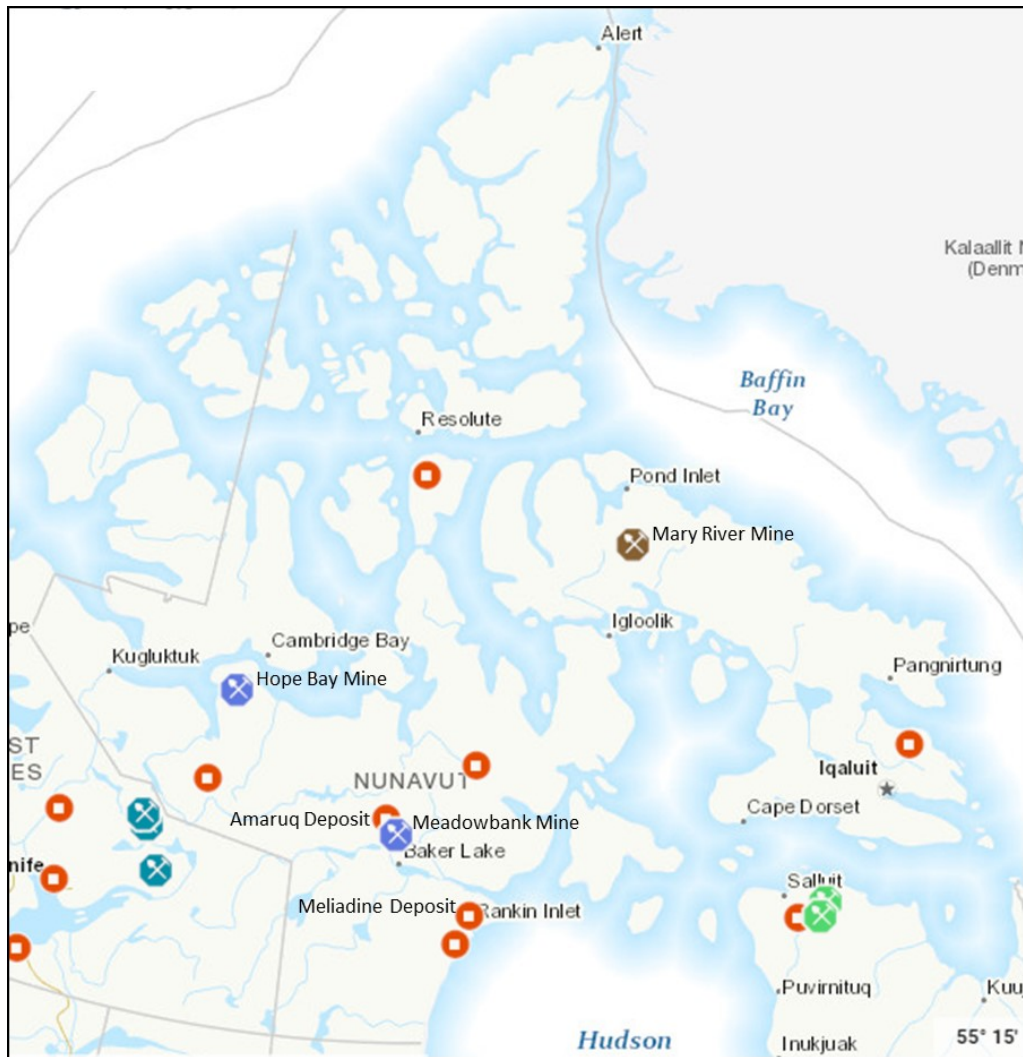 Alert
Kalaallit N
(Denm
Baffin
Bay
Resolute
Pond Inlet
Mary River Mine
Igloolik
pe
Cambridge Bay
Kugluktuk
Hope Bay Mine
Pangnirtung
ST
ES
NUNAVUT
Iqaluit
Amaruq Deposit
Meadowbank Mine
Cape Dorset
Baker Lake
nife
Salluit
Meliadine Deposit
Rankin Inlet
Puvirnituq
Kuuj
Hudson
Inukjuak
55° 15'